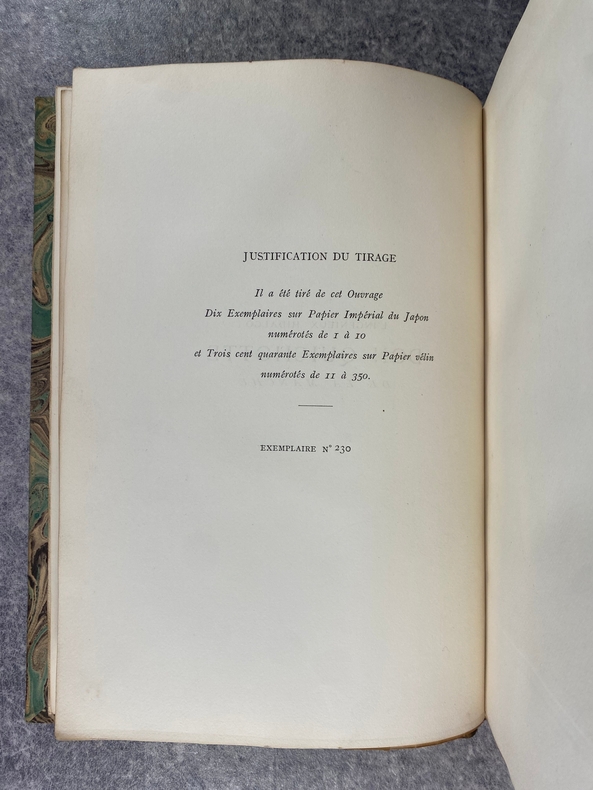 JUSTIFICATION DU TIRAGE
Il a été tiré de cet Ouvrage
Dix Exemplaires sur Papier Impérial du Japon
numérotés de 1 à 10
et Trois cent quarante Exemplaires sur Papier vélin
numérotés de 11 à 350.
EXEMPLAIRE N° 230